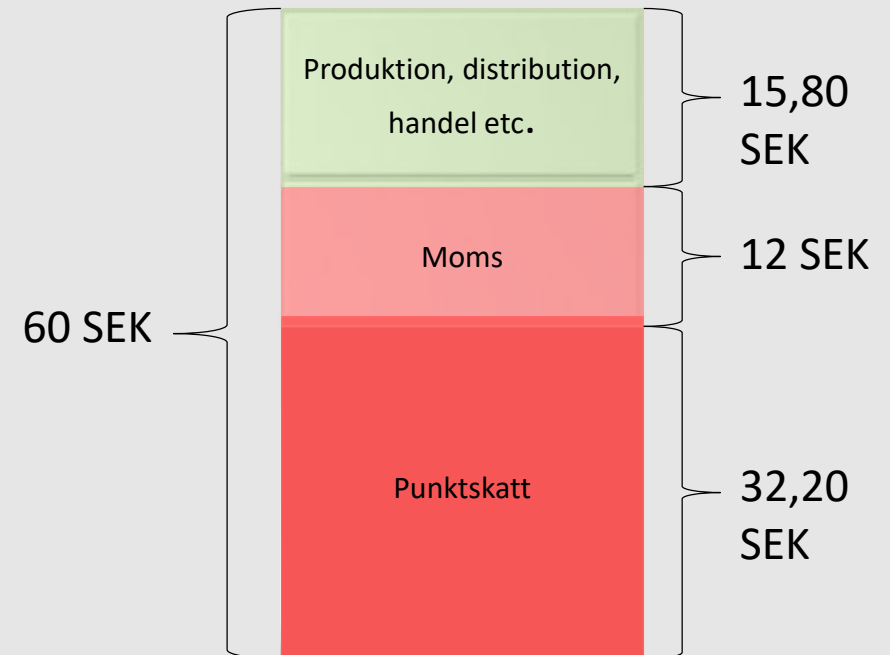 Produktion, distribution,
handel etc.
15,80
SEK
Moms
12 SEK
60 SEK
Punktskatt
32,20
SEK